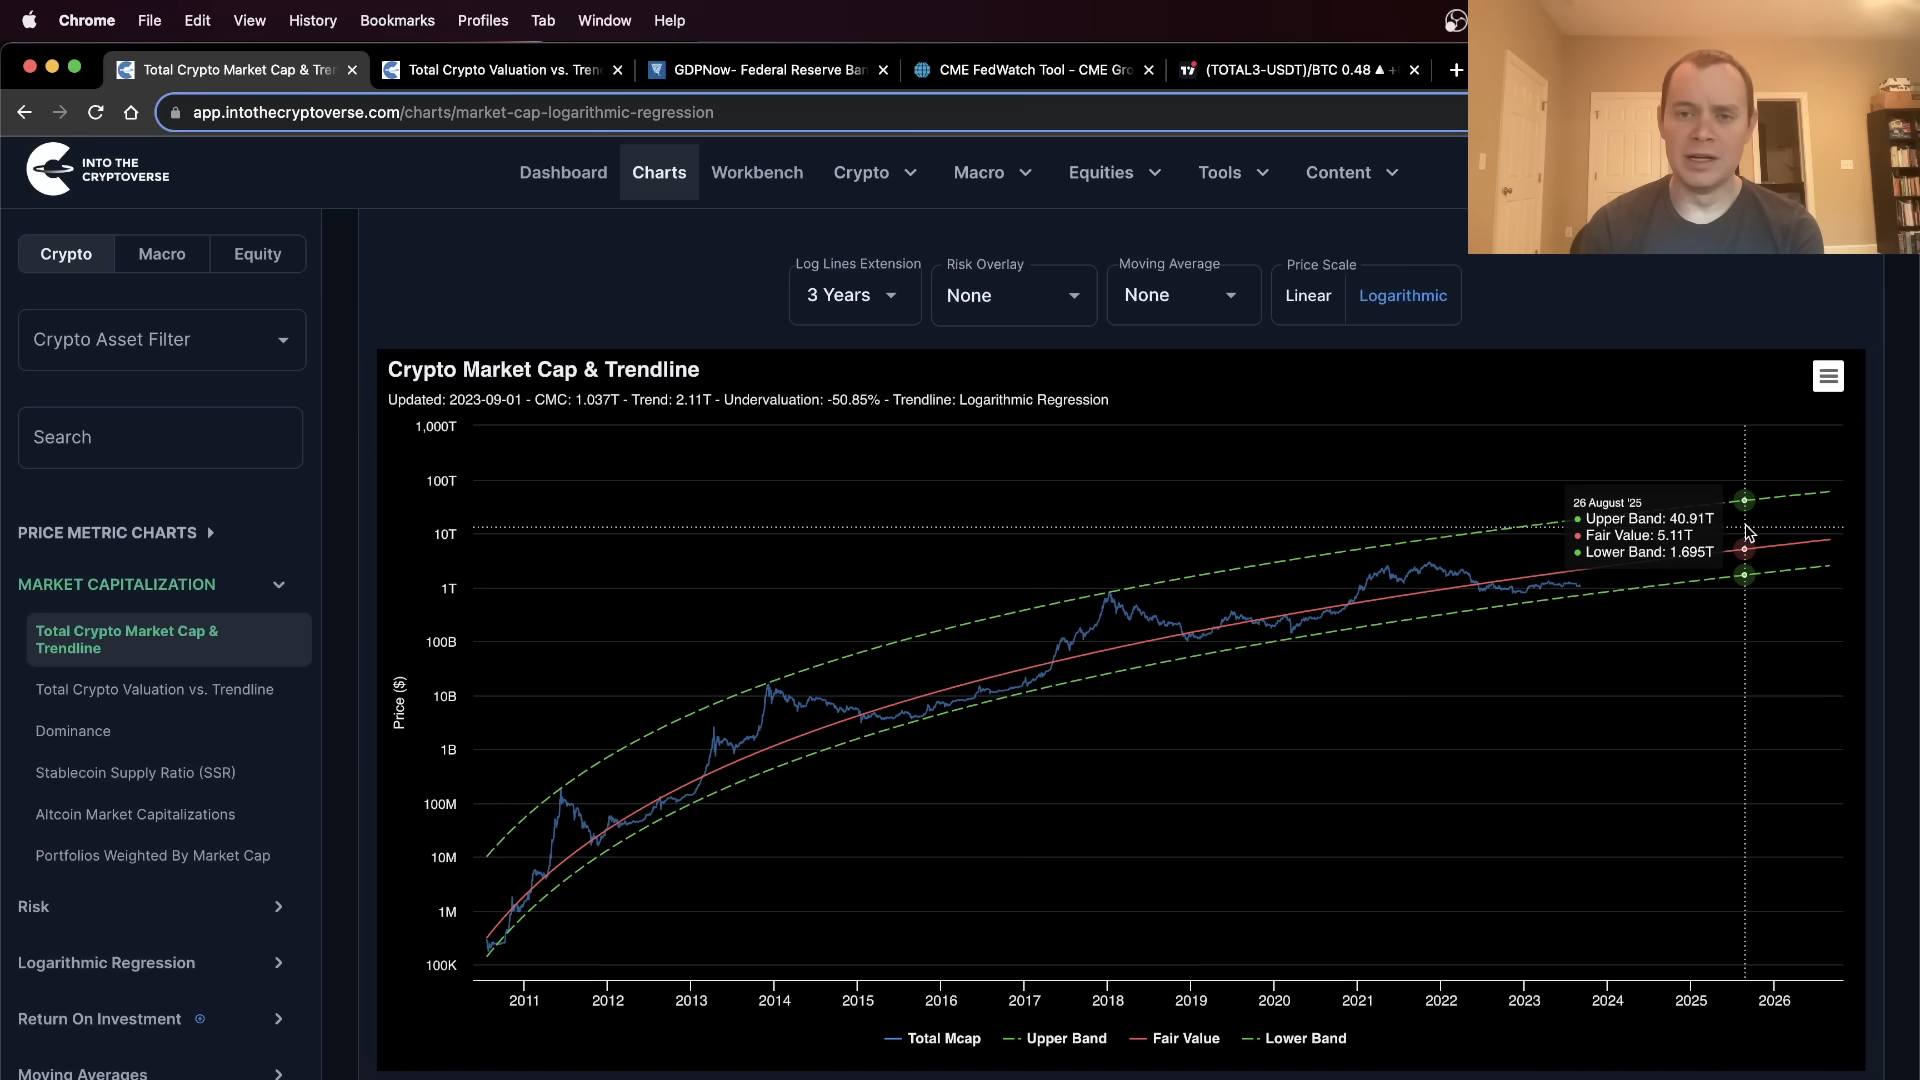 Chrome File Edit View History Bookmarks Profiles Tab Window Help
Total Crypto Market Cap & Tre
Total Crypto Valuation vs. Tren
GDPNow- Federal Reserve Ban
CME FedWatch Tool - CME Gro
(TOTAL3-USDT)/BTC 0.48 ▲ +
app.intothecryptoverse.com/charts/market-cap-logarithmic-regression
INTO THE
CRYPTOVERSE
Dashboard Charts Workbench Crypto Macro Equities Tools Content
Crypto Macro Equity
Crypto Asset Filter
Search
PRICE METRIC CHARTS
MARKET CAPITALIZATION
Total Crypto Market Cap &
Trendline
Total Crypto Valuation vs. Trendline
Dominance
Stablecoin Supply Ratio (SSR)
Altcoin Market Capitalizations
Portfolios Weighted By Market Cap
Risk
Logarithmic Regression
Return On Investment
Moving Averages
Log Lines Extension
3 Years
Risk Overlay
None
Moving Average
None
Price Scale
Linear Logarithmic
Crypto Market Cap & Trendline
Updated: 2023-09-01 - CMC: 1.037T - Trend: 2.11T - Undervaluation: -50.85% - Trendline: Logarithmic Regression
1,000T
100T
10T
1T
100B
10B
1B
100M
10M
1M
100K
Price ($)
26 August '25
Upper Band: 40.91T
Fair Value: 5.11T
Lower Band: 1.695T
2011 2012 2013 2014 2015 2016 2017 2018 2019 2020 2021 2022 2023 2024 2025 2026
Total Mcap Upper Band Fair Value Lower Band